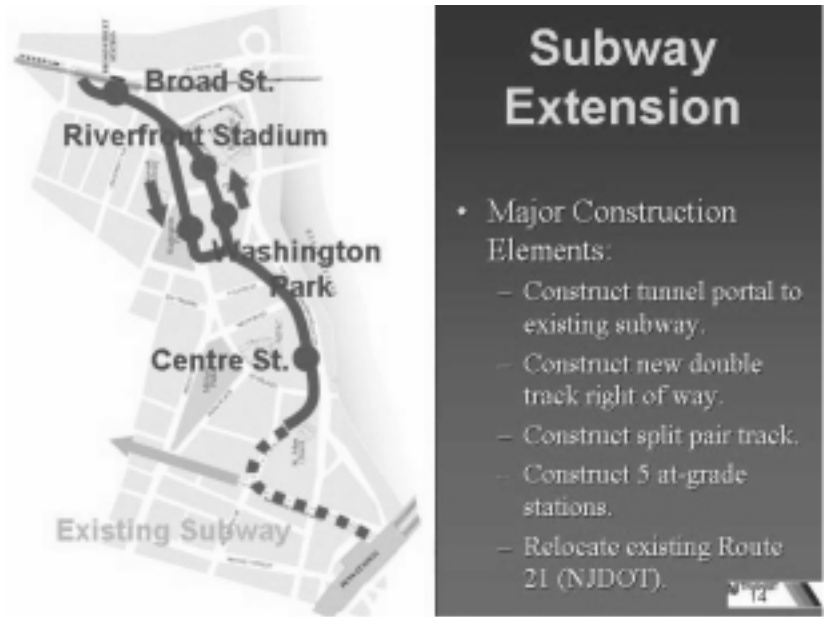 Broad St.
Riverfront Stadium
Washington
Park
Centre St.
Existing Subway
Subway
Extension
• Major Construction
Elements:
– Construct tunnel portal to
existing subway.
– Construct new double
track right of way.
– Construct split pair track.
– Construct 5 at-grade
stations.
– Relocate existing Route
21 (NJDOT).
14